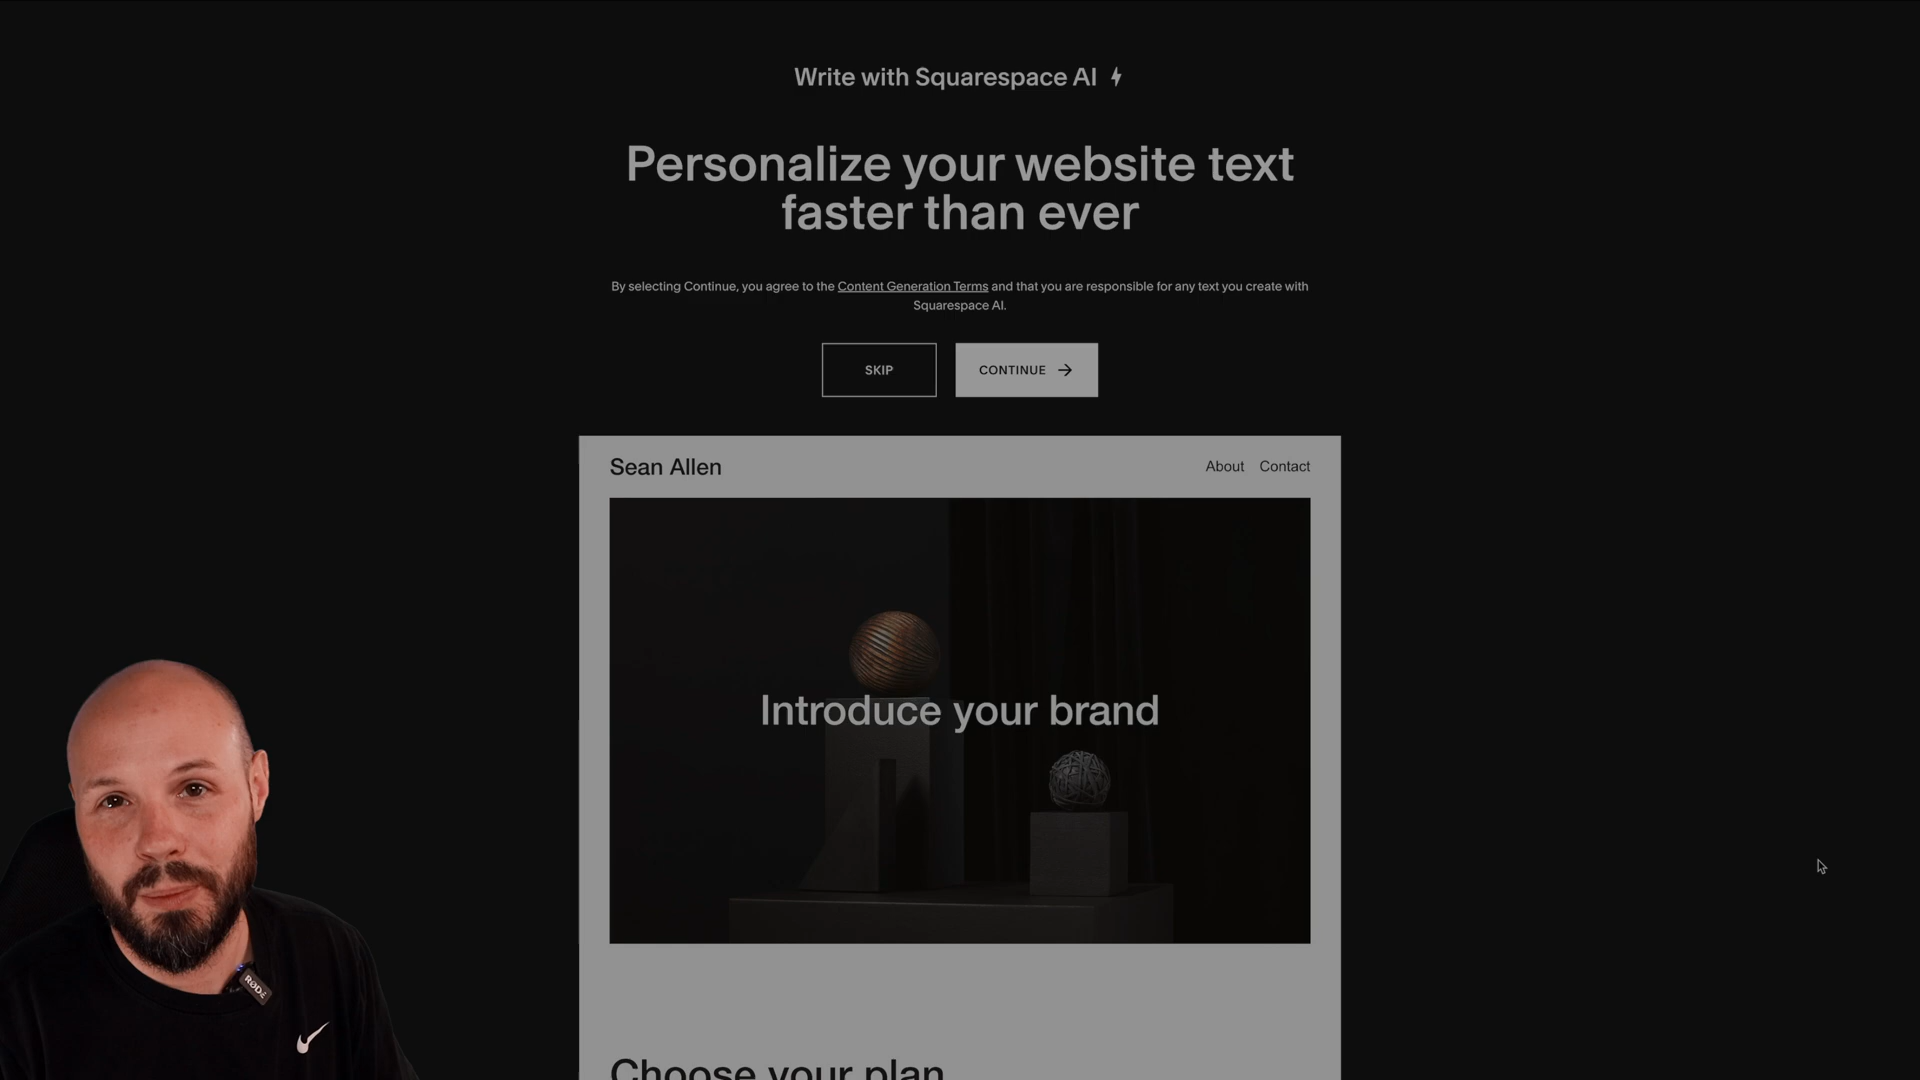 Write with Squarespace AI
Personalize your website text
faster than ever
By selecting Continue, you agree to the Content Generation Terms and that you are responsible for any text you create with
Squarespace AI.
SKIP
CONTINUE
Sean Allen
About
Contact
Introduce your brand
RØDE
Choose your plan